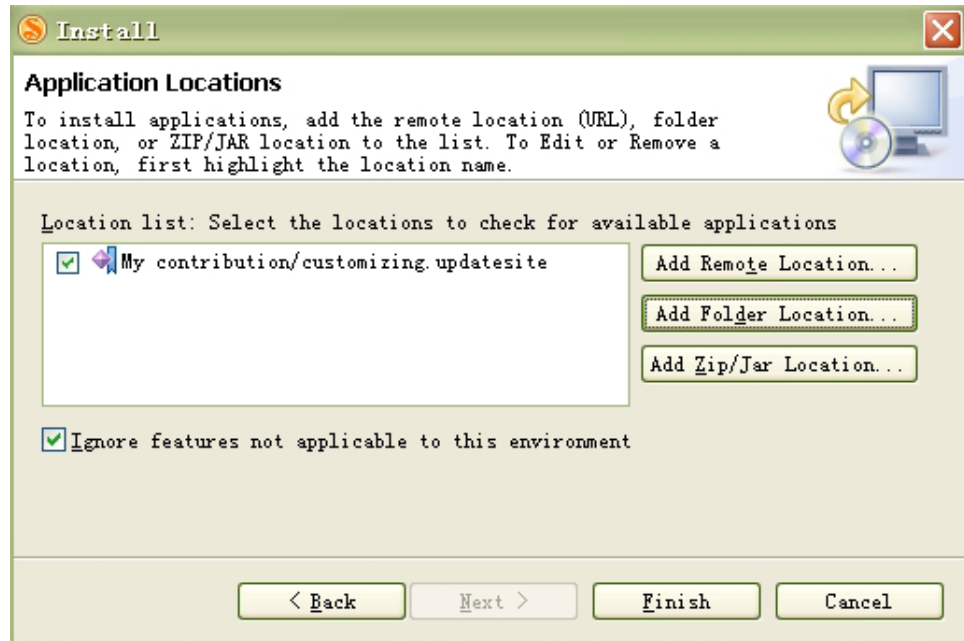 Install
Application Locations
To install applications, add the remote location (URL), folder
location, or ZIP/JAR location to the list. To Edit or Remove a
location, first highlight the location name.
Location list: Select the locations to check for available applications
My contribution/customizing.updatesite
Add Remote Location...
Add Folder Location...
Add Zip/Jar Location...
Ignore features not applicable to this environment
< Back
Next >
Finish
Cancel